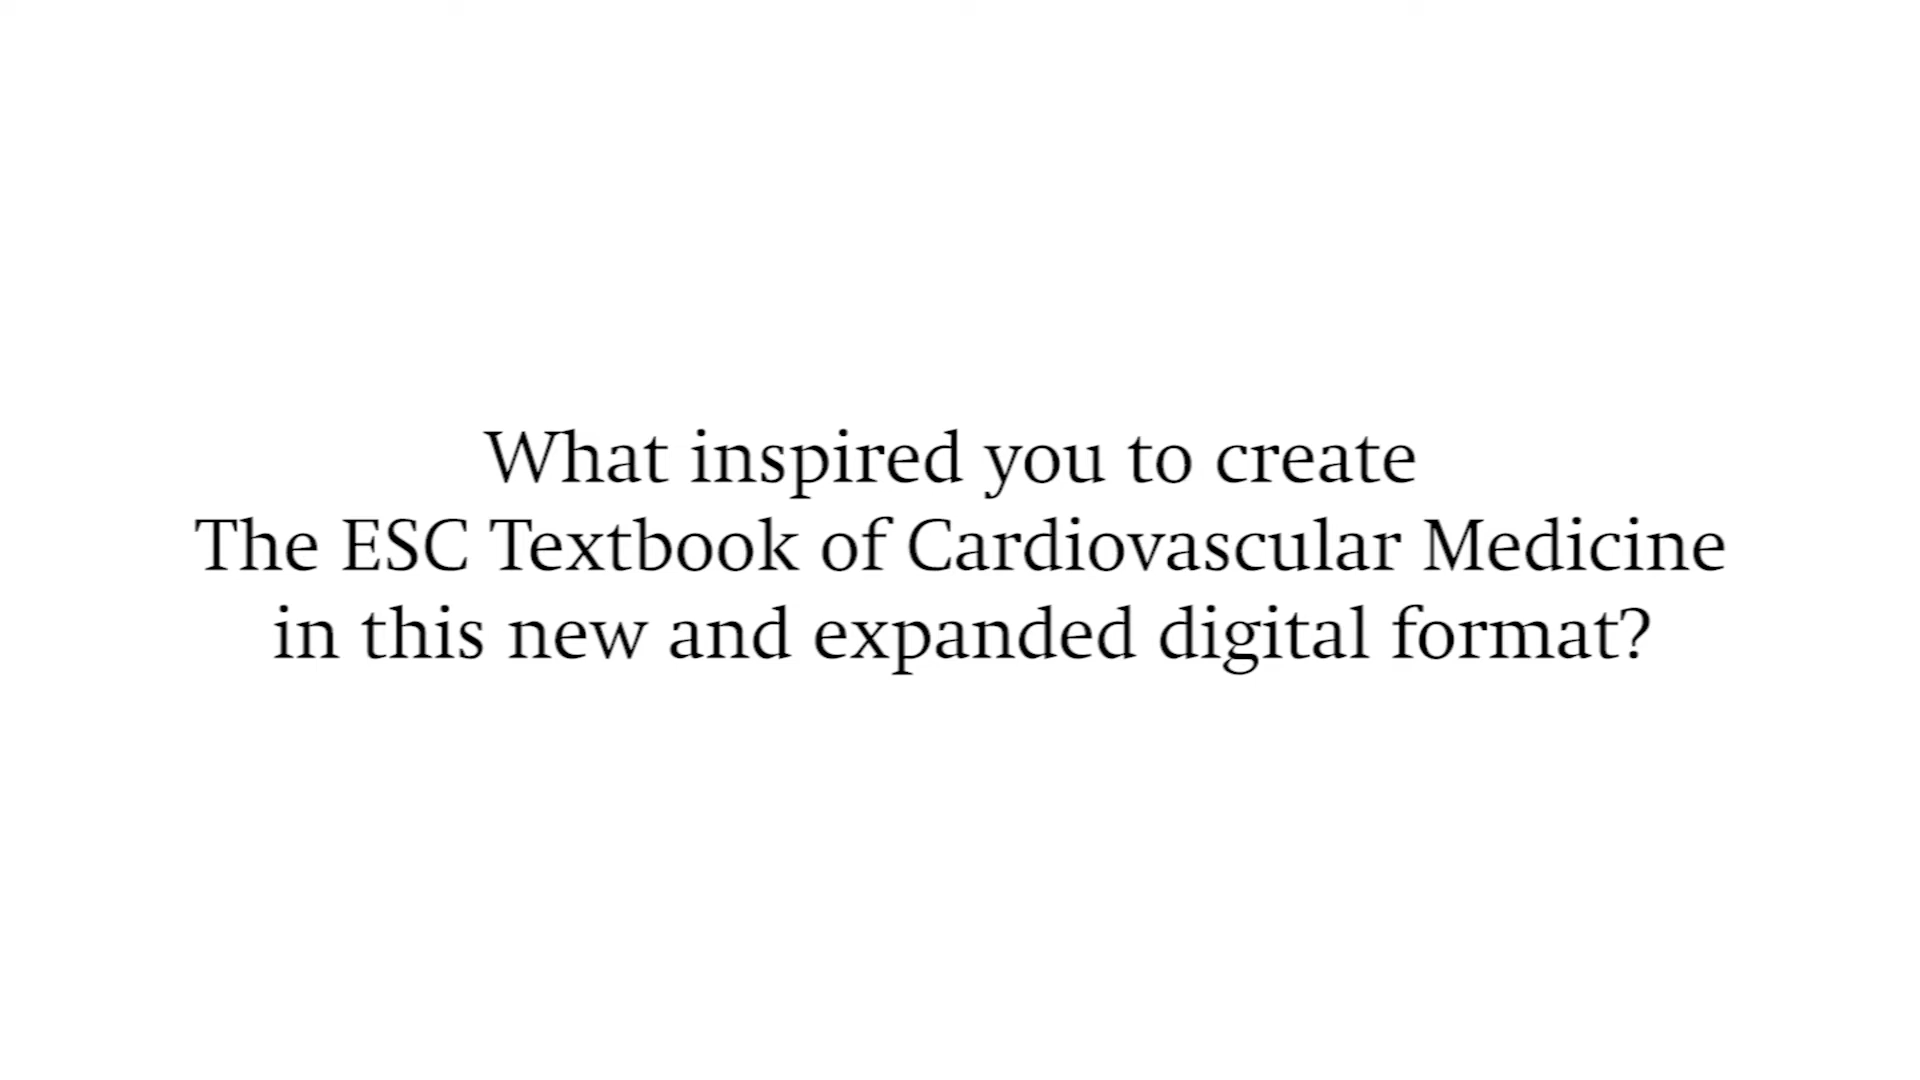 What inspired you to create
The ESC Textbook of Cardiovascular Medicine
in this new and expanded digital format?